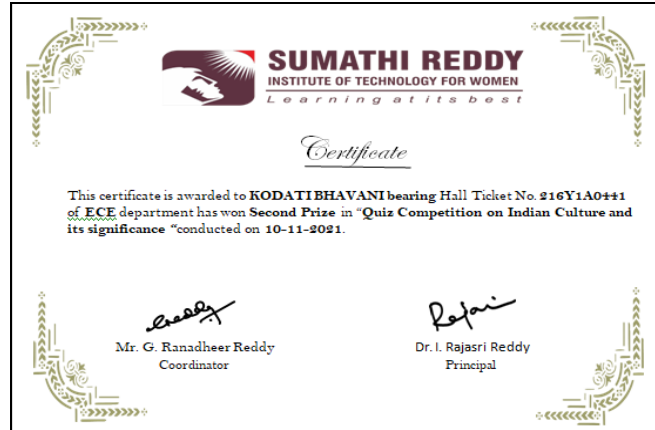 SUMATHI REDDY
INSTITUTE OF TECHNOLOGY FOR WOMEN
Learning at its best
Certificate
This certificate is awarded to KODATI BHAVANI bearing Hall Ticket No. 216Y1A0441
of ECE department has won Second Prize in "Quiz Competition on Indian Culture and
its significance "conducted on 10-11-2021.
Mr. G. Ranadheer Reddy
Coordinator
Dr. I. Rajasri Reddy
Principal